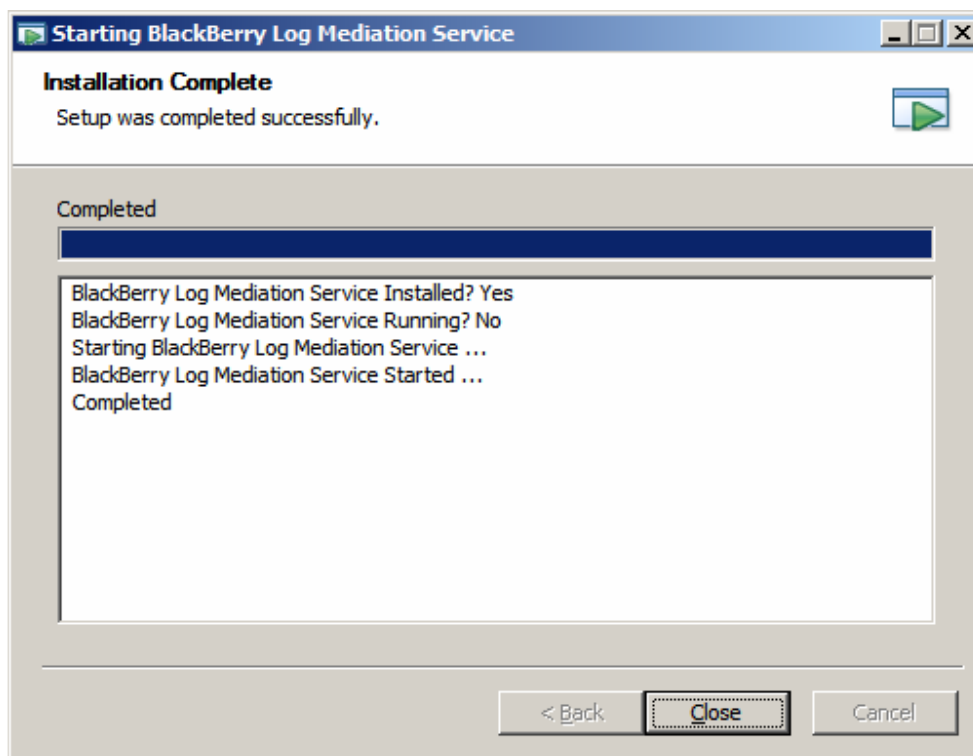 Starting BlackBerry Log Mediation Service
Installation Complete
Setup was completed successfully.
Completed
BlackBerry Log Mediation Service Installed? Yes
BlackBerry Log Mediation Service Running? No
Starting BlackBerry Log Mediation Service ...
BlackBerry Log Mediation Service Started ...
Completed
< Back
Close
Cancel